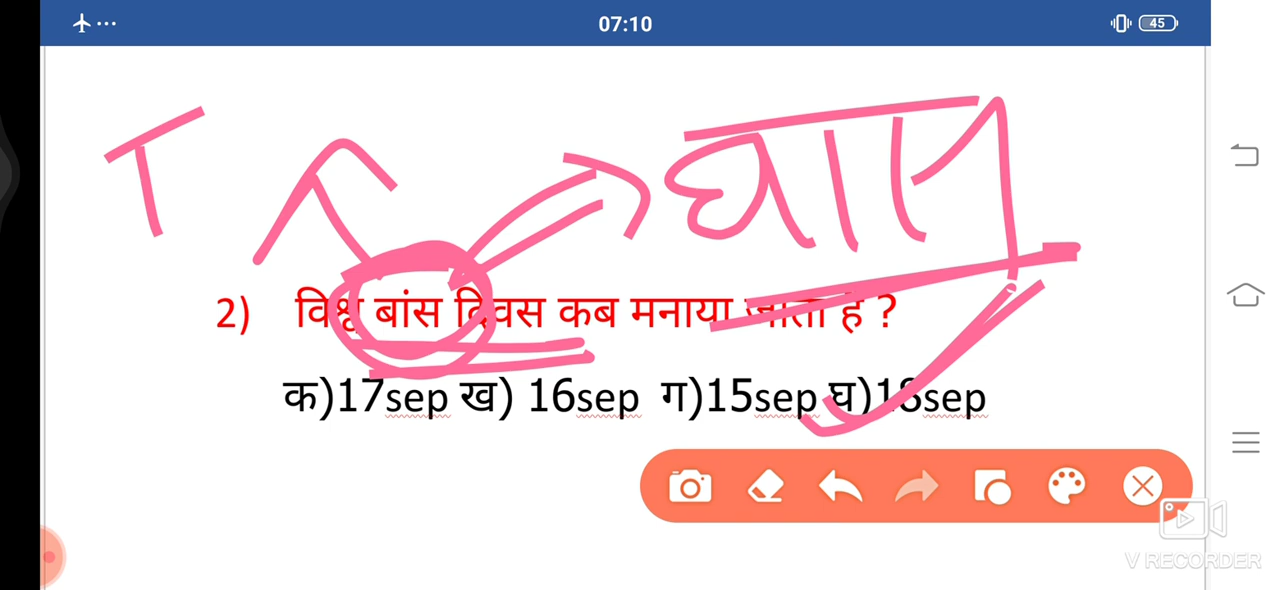 07:10
45
घास
2) विश्व बांस दिवस कब मनाया जाता है ?
क)17sep ख) 16sep ग)15sep घ)18sep
V RECORDER